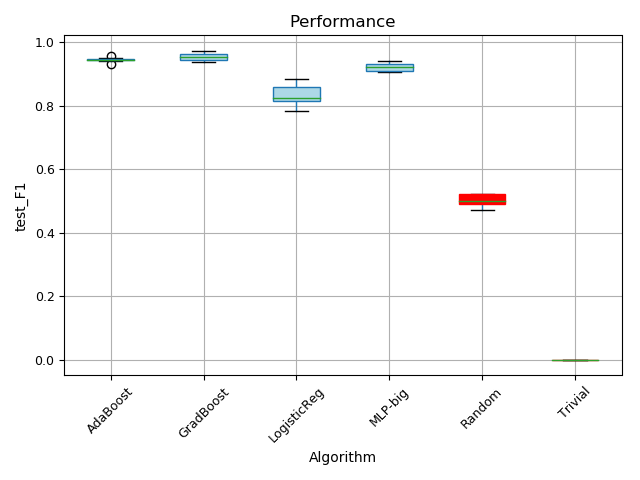 Performance
1.0
0.8
0.6
0.4
0.2
0.0
test_F1
AdaBoost
GradBoost
LogisticReg
MLP-big
Random
Trivial
Algorithm